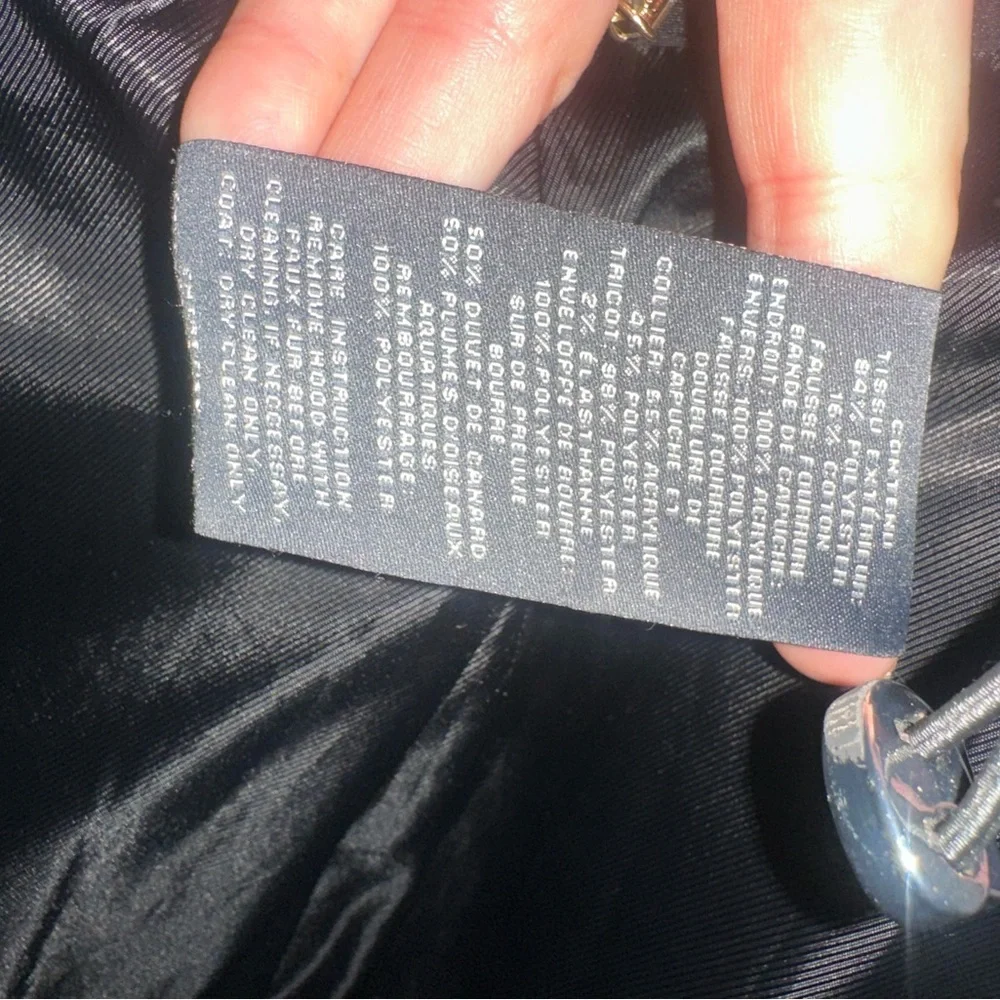 CONTENU
TISSU EXTÉRIEUR:
84% POLYESTER
16% COTON
FAUSSE FOURRURE
BANDE DE CAPUCHE:
ENDROIT: 100% ACRYLIQUE
ENVERS: 100% POLYESTER
FAUSSE FOURRURE
DOUBLURE DE
CAPUCHE ET
COLLIER 55% ACRYLIQUE
45% POLYESTER
TRICOT: 98% POLYESTER
2% ÉLASTHANNE
ENVELOPPE DE BOURRE:
100% POLYESTER
SUR DE PREUVE
BOURRE
50% DUVET DE CANARD
50% PLUMES D'OISEAUX
AQUATIQUES
REMBOURRAGE:
100% POLYESTER
CARE INSTRUCTION
REMOVE HOOD WITH
FAUX FUR BEFORE
CLEANING, IF NECESSARY,
DRY CLEAN ONLY.
COAT: DRY CLEAN ONLY